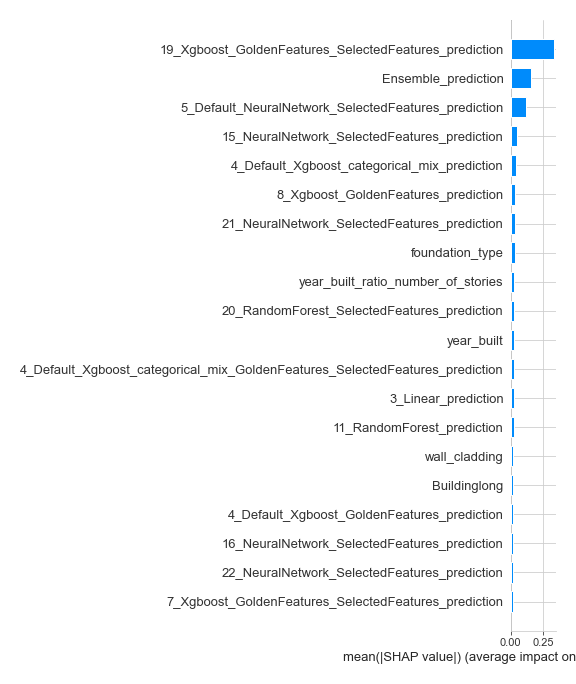 19_Xgboost_GoldenFeatures_SelectedFeatures_prediction
Ensemble_prediction
5_Default_NeuralNetwork_SelectedFeatures_prediction
15_NeuralNetwork_SelectedFeatures_prediction
4_Default_Xgboost_categorical_mix_prediction
8_Xgboost_GoldenFeatures_prediction
21_NeuralNetwork_SelectedFeatures_prediction
foundation_type
year_built_ratio_number_of_stories
20_RandomForest_SelectedFeatures_prediction
year_built
4_Default_Xgboost_categorical_mix_GoldenFeatures_SelectedFeatures_prediction
3_Linear_prediction
11_RandomForest_prediction
wall_cladding
Buildinglong
4_Default_Xgboost_GoldenFeatures_prediction
16_NeuralNetwork_SelectedFeatures_prediction
22_NeuralNetwork_SelectedFeatures_prediction
7_Xgboost_GoldenFeatures_SelectedFeatures_prediction
0.00 0.25
mean(|SHAP value|) (average impact on